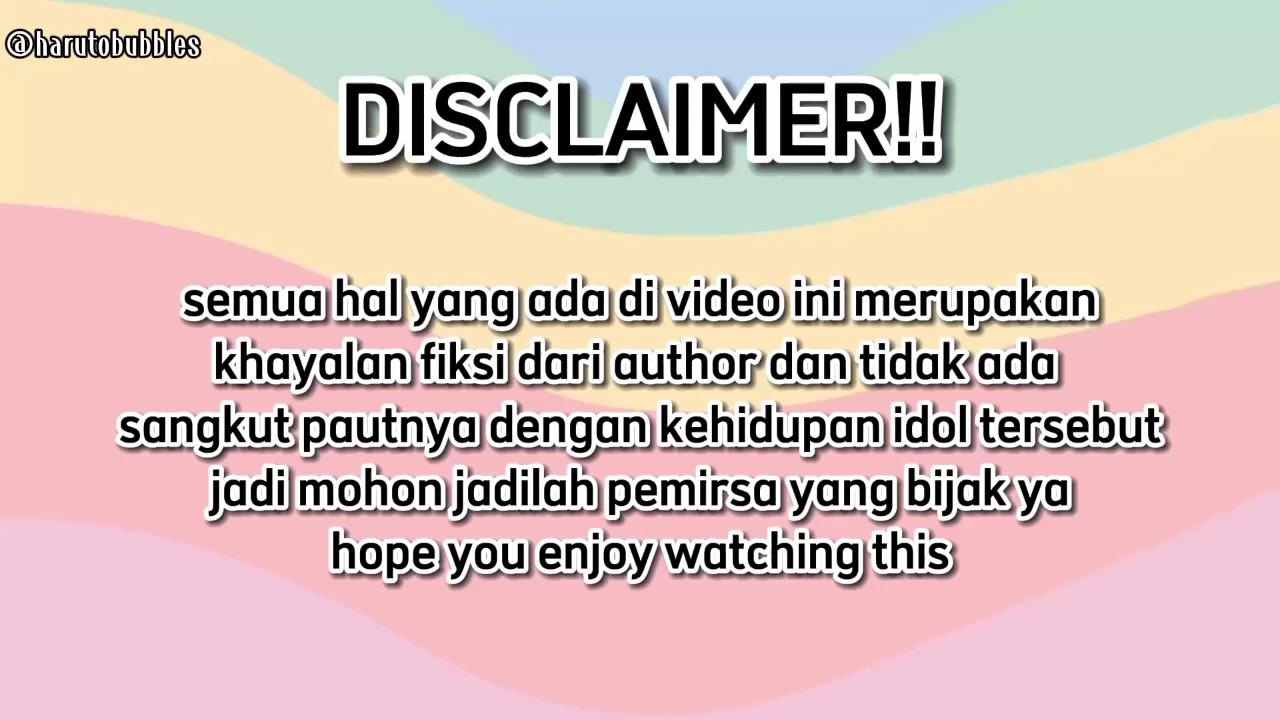 @harutobubbles
DISCLAIMER!!
semua hal yang ada di video ini merupakan
khayalan fiksi dari author dan tidak ada
sangkut pautnya dengan kehidupan idol tersebut
jadi mohon jadilah pemirsa yang bijak ya
hope you enjoy watching this